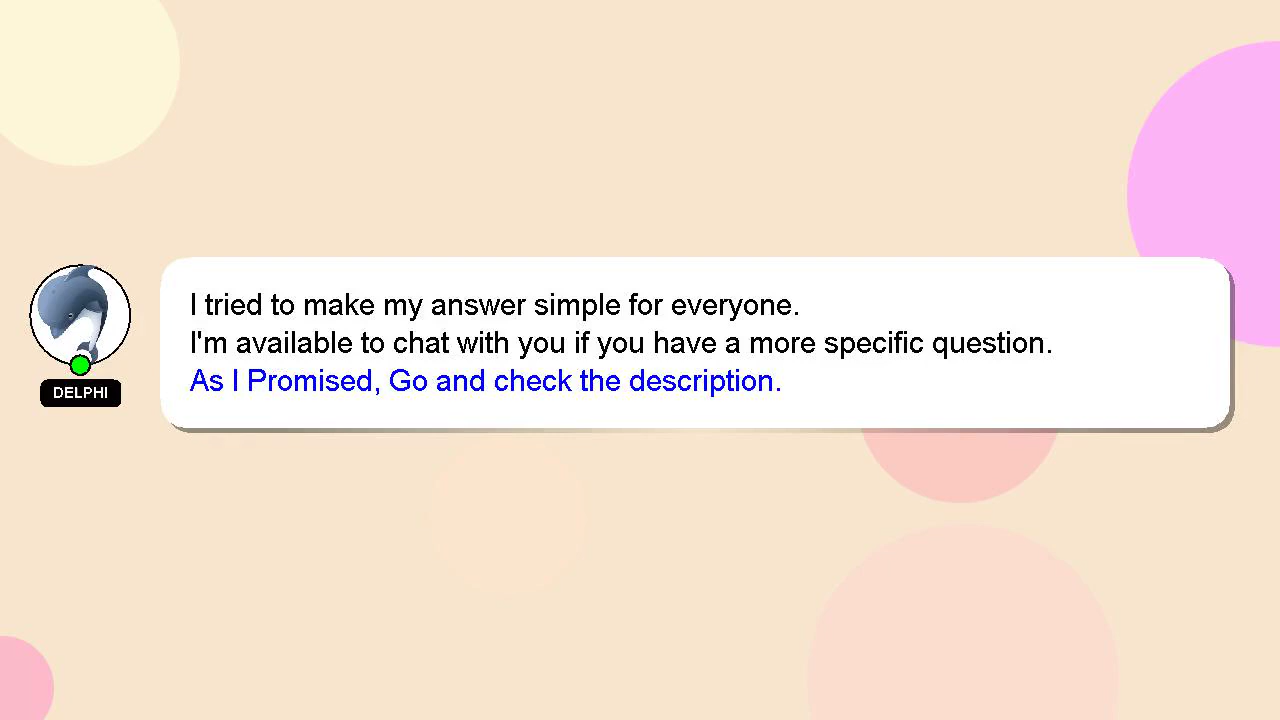 I tried to make my answer simple for everyone.
I'm available to chat with you if you have a more specific question.
As I Promised, Go and check the description.
DELPHI